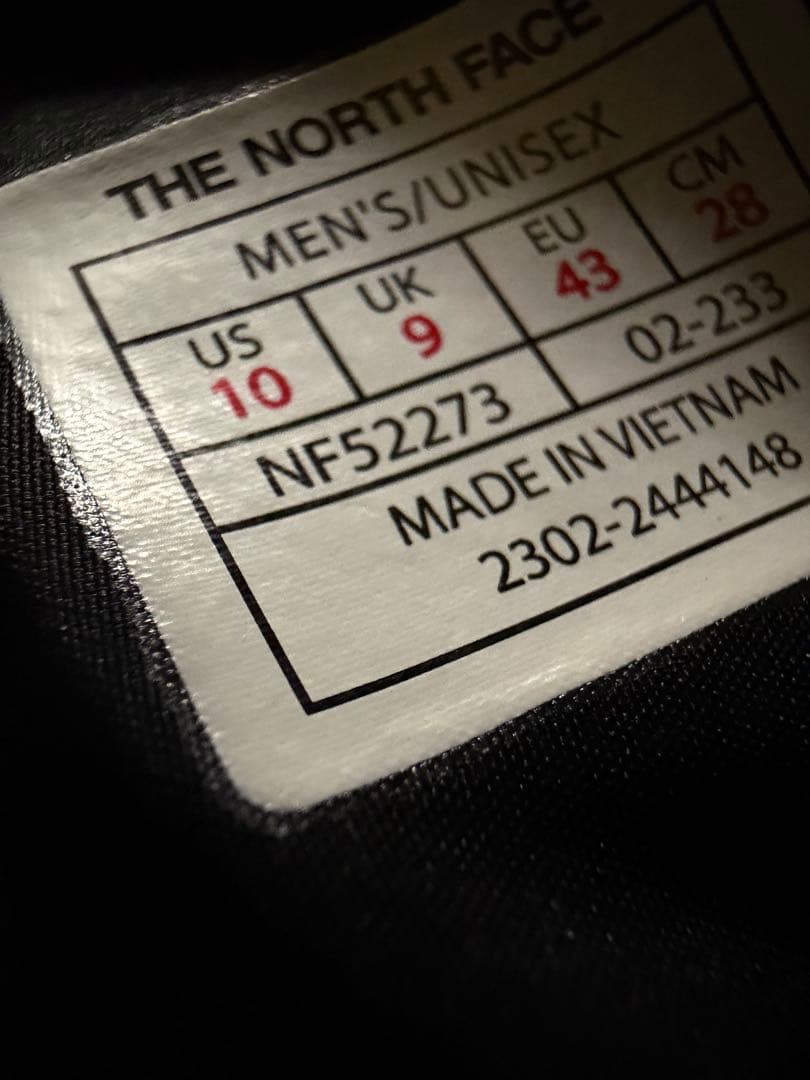 THE NORTH FACE
MEN'S/UNISEX
US UK EU CM
10 9 43 28
NF52273 02-233
MADE IN VIETNAM
2302-2444148